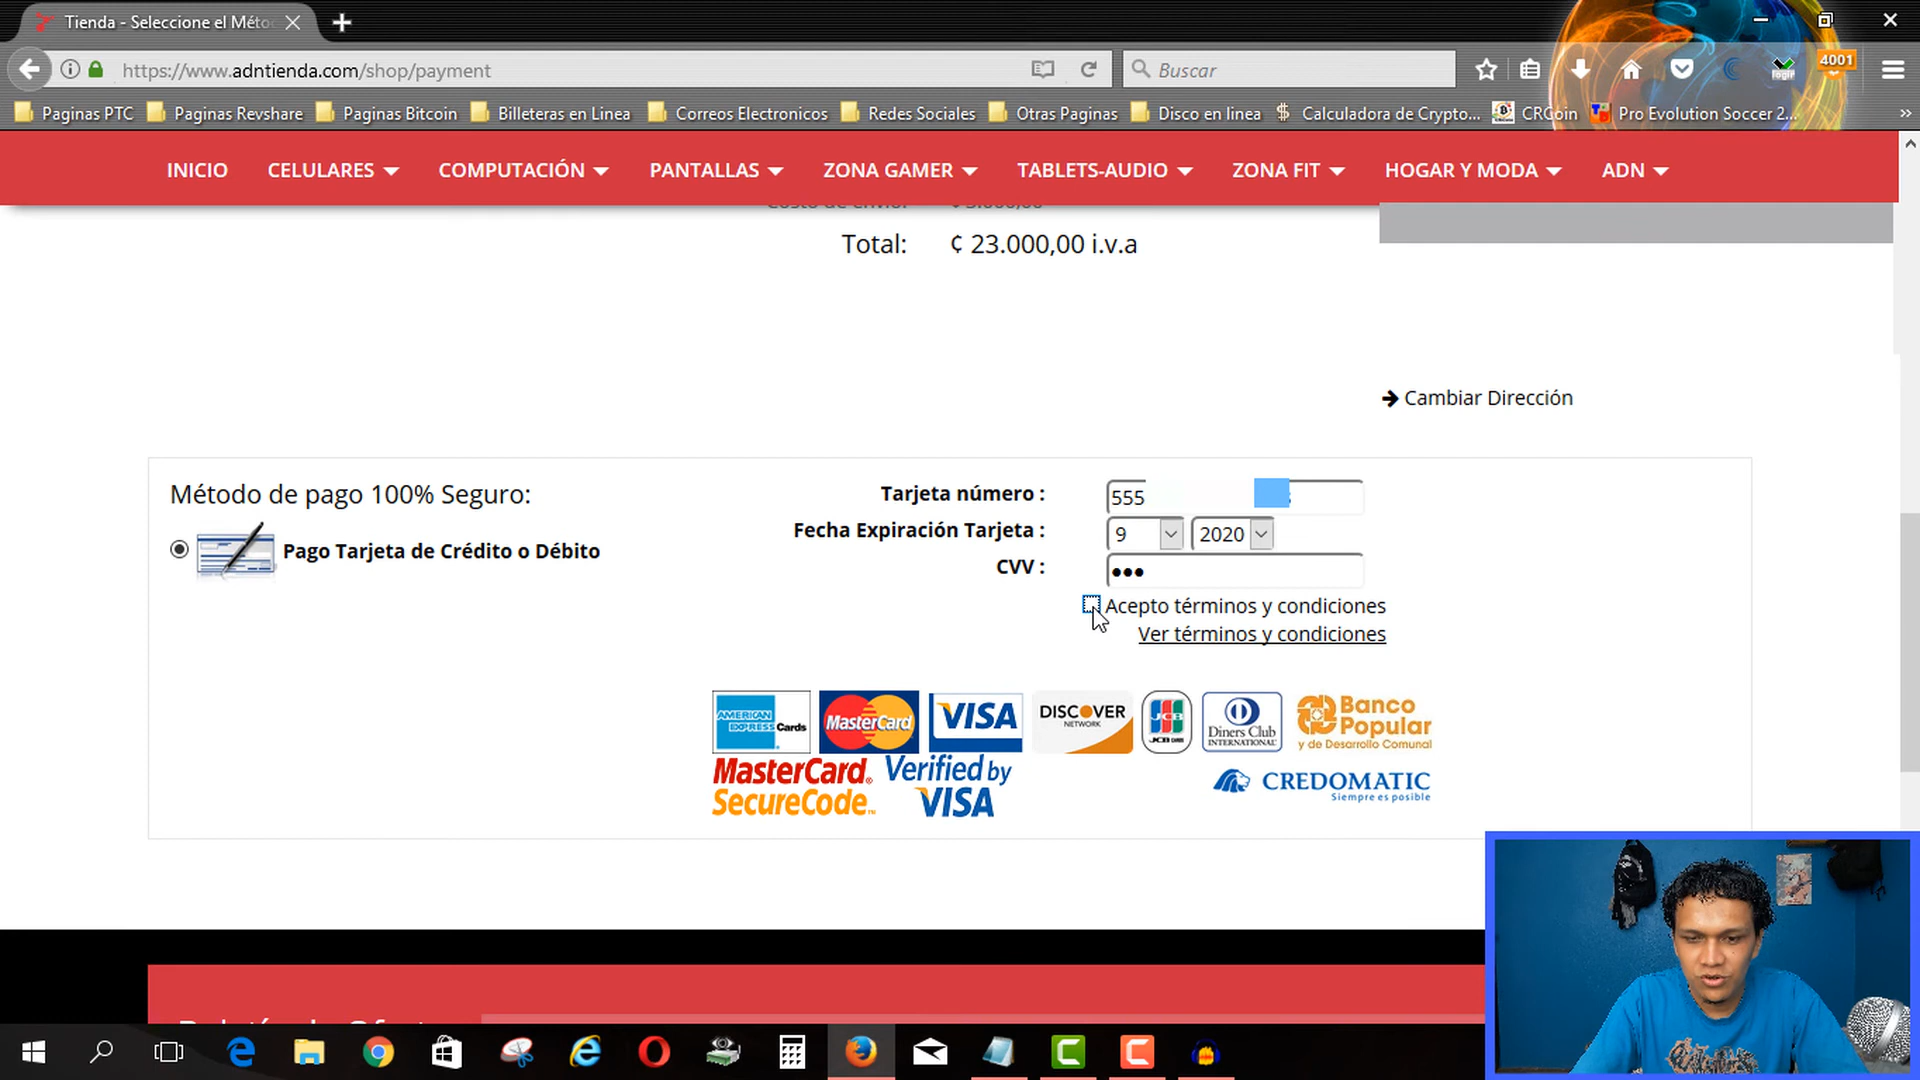 Tienda - Seleccione el Méto
https://www.adntienda.com/shop/payment
Buscar
4001
login
Paginas PTC
Paginas Revshare
Paginas Bitcoin
Billeteras en Linea
Correos Electronicos
Redes Sociales
Otras Paginas
Disco en linea
Calculadora de Crypto...
CRCoin
Pro Evolution Soccer 2...
INICIO
CELULARES
COMPUTACIÓN
PANTALLAS
ZONA GAMER
TABLETS-AUDIO
ZONA FIT
HOGAR Y MODA
ADN
Total: ¢ 23.000,00 i.v.a
Cambiar Dirección
Método de pago 100% Seguro:
Pago Tarjeta de Crédito o Débito
Tarjeta número : 555
Fecha Expiración Tarjeta : 9 2020
CVV : •••
Acepto términos y condiciones
Ver términos y condiciones
AMERICAN EXPRESS Cards
MasterCard
VISA
DISCOVER NETWORK
JCB
Diners Club INTERNATIONAL
Banco Popular
y de Desarrollo Comunal
MasterCard. SecureCode.
Verified by VISA
CREDOMATIC
Siempre es posible